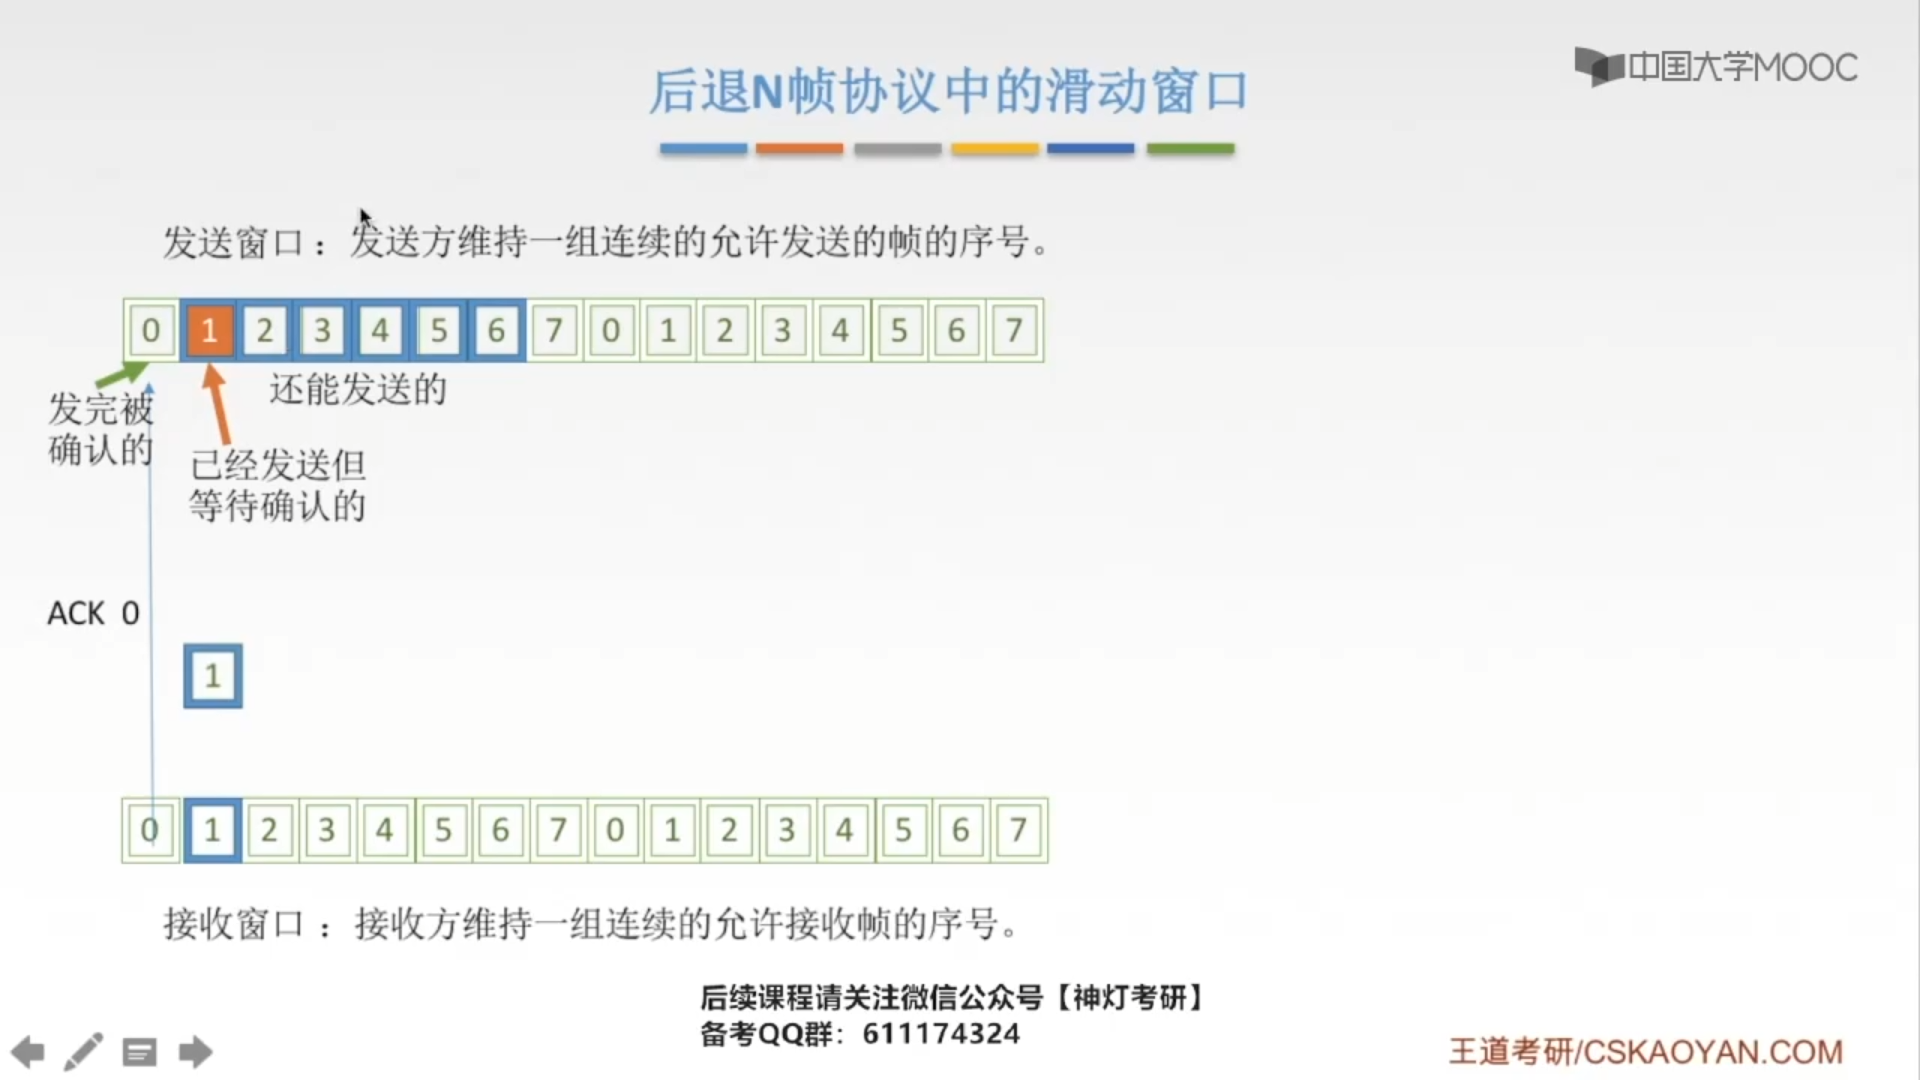 中国大学MOOC
后退N帧协议中的滑动窗口
发送窗口：发送方维持一组连续的允许发送的帧的序号。
0 1 2 3 4 5 6 7 0 1 2 3 4 5 6 7
还能发送的
发完被
确认的
已经发送但
等待确认的
ACK 0
1
0 1 2 3 4 5 6 7 0 1 2 3 4 5 6 7
接收窗口：接收方维持一组连续的允许接收帧的序号。
后续课程请关注微信公众号【神灯考研】
备考QQ群：611174324
王道考研/CSKAOYAN.COM